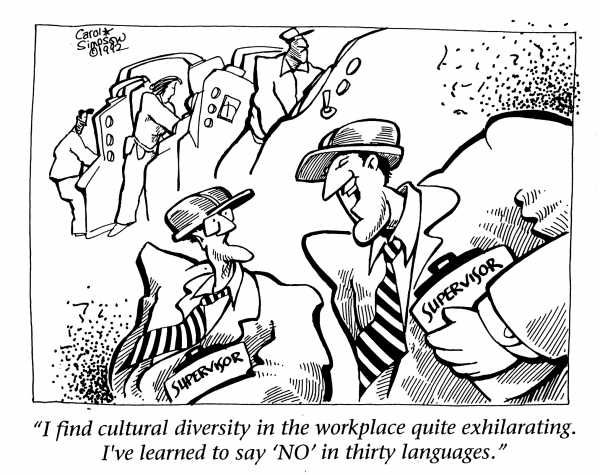 Carol*
Simpson
©1992
SUPERVISOR
SUPERVISOR
"I find cultural diversity in the workplace quite exhilarating.
I've learned to say 'NO' in thirty languages."